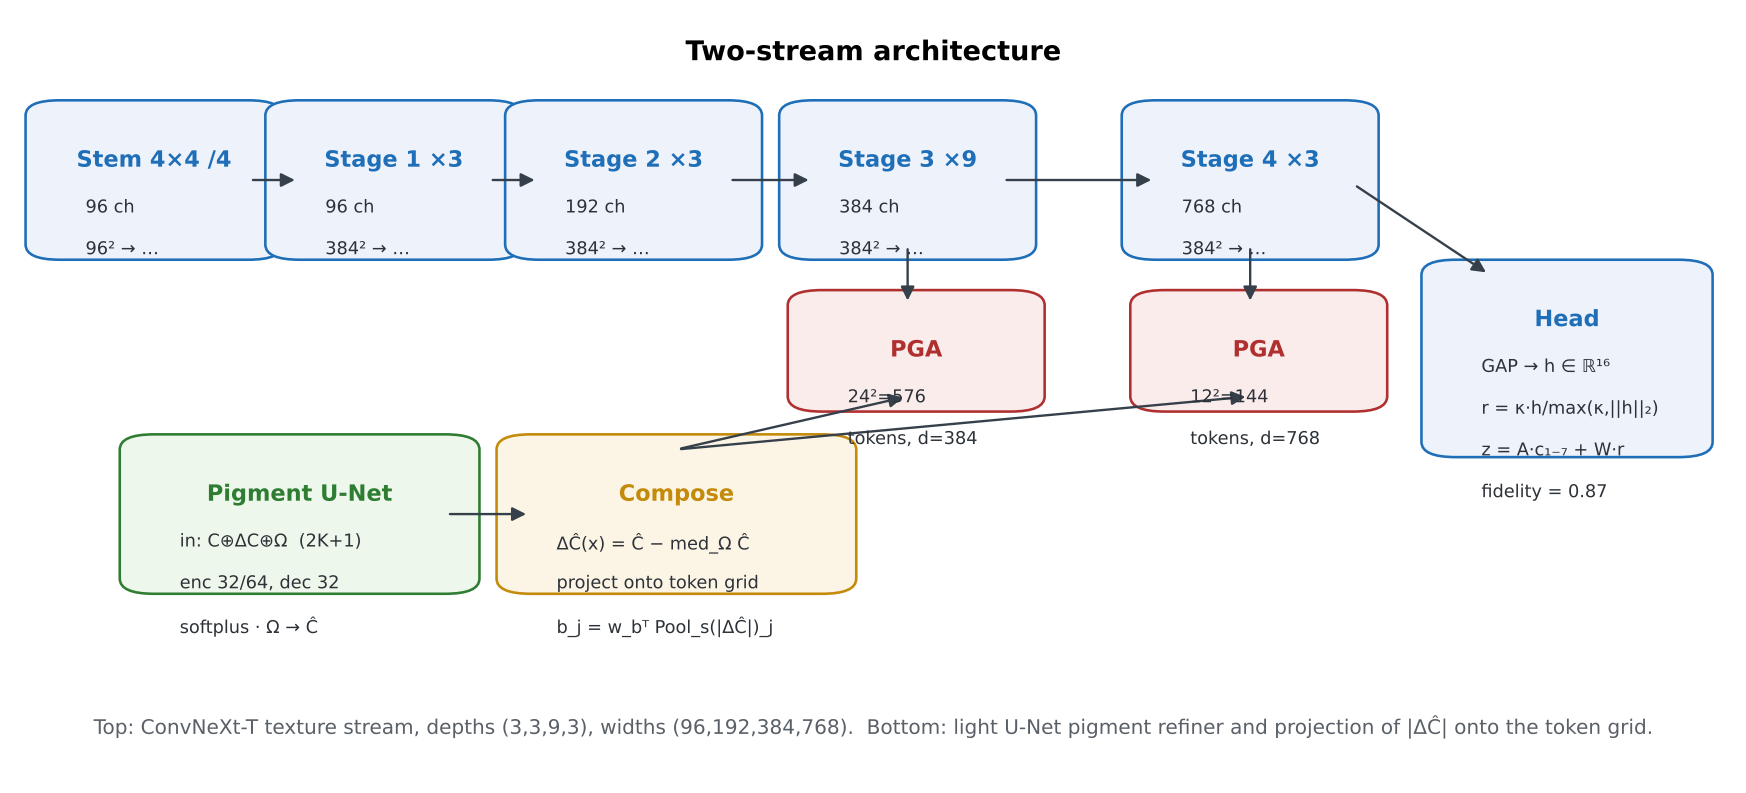 Two-stream architecture
Stem 4×4 /4
96 ch
96² → …
Stage 1 ×3
96 ch
384² → …
Stage 2 ×3
192 ch
384² → …
Stage 3 ×9
384 ch
384² → …
Stage 4 ×3
768 ch
384² → …
PGA
24²=576
tokens, d=384
PGA
12²=144
tokens, d=768
Head
GAP → h ∈ ℝ¹⁶
r = κ·h/max(κ,||h||₂)
z = A·c₁₋₇ + W·r
fidelity = 0.87
Pigment U-Net
in: C⊕ΔC⊕Ω  (2K+1)
enc 32/64, dec 32
softplus · Ω → Ĉ
Compose
ΔĈ(x) = Ĉ − med_Ω Ĉ
project onto token grid
b_j = w_bᵀ Pool_s(|ΔĈ|)_j
Top: ConvNeXt-T texture stream, depths (3,3,9,3), widths (96,192,384,768).  Bottom: light U-Net pigment refiner and projection of |ΔĈ| onto the token grid.